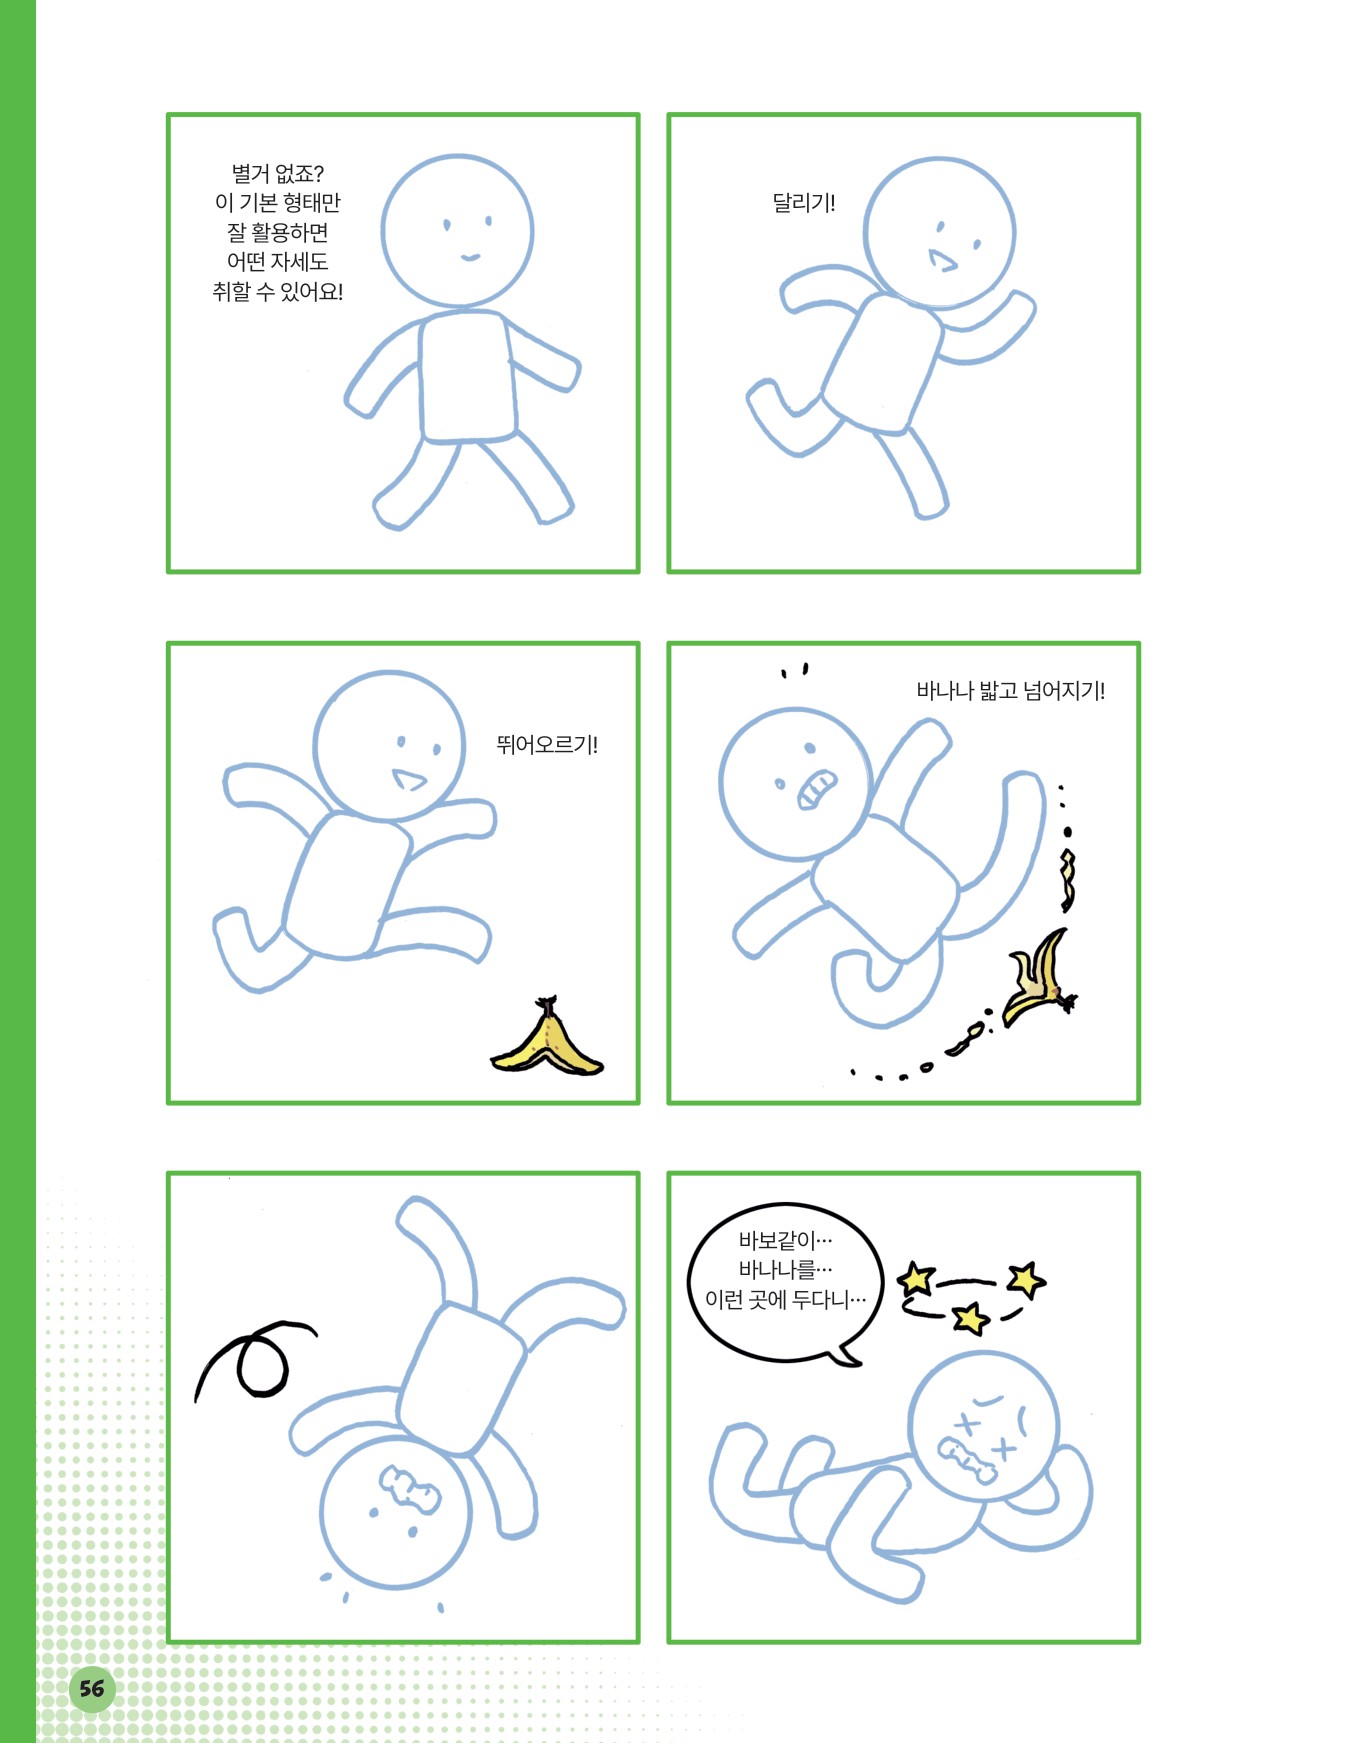 별거 없죠?
이 기본 형태만
잘 활용하면
어떤 자세도
취할 수 있어요!
달리기!
뛰어오르기!
바나나 밟고 넘어지기!
바보같이…
바나나를…
이런 곳에 두다니…
56